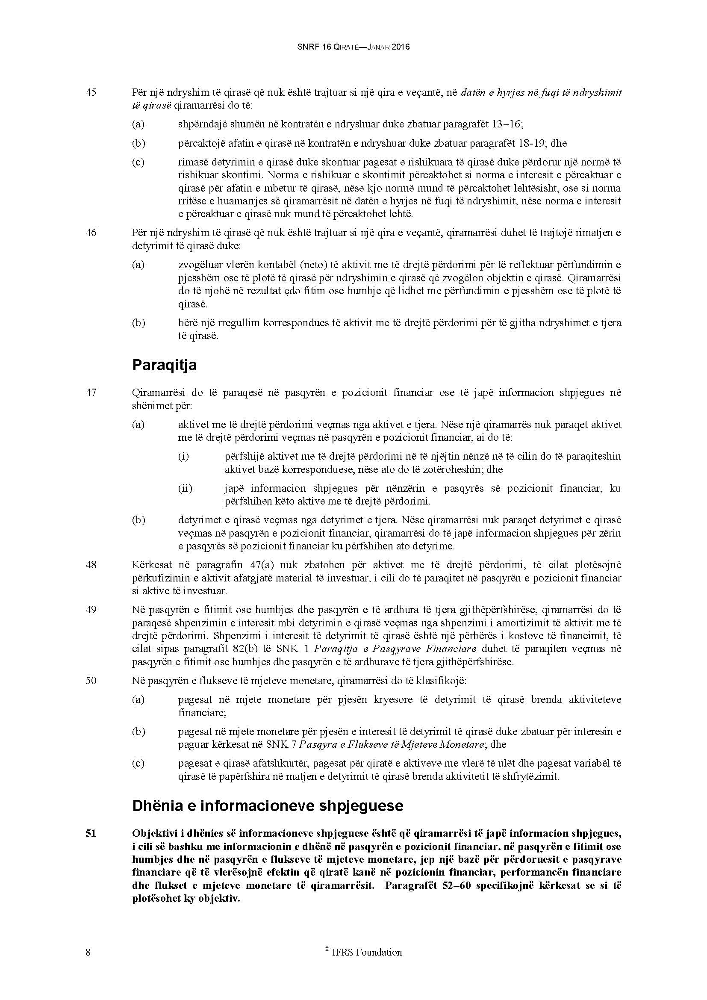 SNRF 16 QIRATË—JANAR 2016
45 Për një ndryshim të qirasë që nuk është trajtuar si një qira e veçantë, në datën e hyrjes në fuqi të ndryshimit
të qirasë qiramarrësi do të:
(a) shpërndajë shumën në kontratën e ndryshuar duke zbatuar paragrafët 13–16;
(b) përcaktojë afatin e qirasë në kontratën e ndryshuar duke zbatuar paragrafët 18-19; dhe
(c) rimasë detyrimin e qirasë duke skontuar pagesat e rishikuara të qirasë duke përdorur një normë të
rishikuar skontimi. Norma e rishikuar e skontimit përcaktohet si norma e interesit e përcaktuar e
qirasë për afatin e mbetur të qirasë, nëse kjo normë mund të përcaktohet lehtësisht, ose si norma
rritëse e huamarrjes së qiramarrësit në datën e hyrjes në fuqi të ndryshimit, nëse norma e interesit
e përcaktuar e qirasë nuk mund të përcaktohet lehtë.
46 Për një ndryshim të qirasë që nuk është trajtuar si një qira e veçantë, qiramarrësi duhet të trajtojë rimatjen e
detyrimit të qirasë duke:
(a) zvogëluar vlerën kontabël (neto) të aktivit me të drejtë përdorimi për të reflektuar përfundimin e
pjesshëm ose të plotë të qirasë për ndryshimin e qirasë që zvogëlon objektin e qirasë. Qiramarrësi
do të njohë në rezultat çdo fitim ose humbje që lidhet me përfundimin e pjesshëm ose të plotë të
qirasë.
(b) bërë një rregullim korrespondues të aktivit me të drejtë përdorimi për të gjitha ndryshimet e tjera
të qirasë.
Paraqitja
47 Qiramarrësi do të paraqesë në pasqyrën e pozicionit financiar ose të japë informacion shpjegues në
shënimet për:
(a) aktivet me të drejtë përdorimi veçmas nga aktivet e tjera. Nëse një qiramarrës nuk paraqet aktivet
me të drejtë përdorimi veçmas në pasqyrën e pozicionit financiar, ai do të:
(i) përfshijë aktivet me të drejtë përdorimi në të njëjtin nënzë në të cilin do të paraqiteshin
aktivet bazë korresponduese, nëse ato do të zotëroheshin; dhe
(ii) japë informacion shpjegues për nënzërin e pasqyrës së pozicionit financiar, ku
përfshihen këto aktive me të drejtë përdorimi.
(b) detyrimet e qirasë veçmas nga detyrimet e tjera. Nëse qiramarrësi nuk paraqet detyrimet e qirasë
veçmas në pasqyrën e pozicionit financiar, qiramarrësi do të japë informacion shpjegues për zërin
e pasqyrës së pozicionit financiar ku përfshihen ato detyrime.
48 Kërkesat në paragrafin 47(a) nuk zbatohen për aktivet me të drejtë përdorimi, të cilat plotësojnë
përkufizimin e aktivit afatgjatë material të investuar, i cili do të paraqitet në pasqyrën e pozicionit financiar
si aktive të investuar.
49 Në pasqyrën e fitimit ose humbjes dhe pasqyrën e të ardhura të tjera gjithëpërfshirëse, qiramarrësi do të
paraqesë shpenzimin e interesit mbi detyrimin e qirasë veçmas nga shpenzimi i amortizimit të aktivit me të
drejtë përdorimi. Shpenzimi i interesit të detyrimit të qirasë është një përbërës i kostove të financimit, të
cilat sipas paragrafit 82(b) të SNK 1 Paraqitja e Pasqyrave Financiare duhet të paraqiten veçmas në
pasqyrën e fitimit ose humbjes dhe pasqyrën e të ardhurave të tjera gjithëpërfshirëse.
50 Në pasqyrën e flukseve të mjeteve monetare, qiramarrësi do të klasifikojë:
(a) pagesat në mjete monetare për pjesën kryesore të detyrimit të qirasë brenda aktiviteteve
financiare;
(b) pagesat në mjete monetare për pjesën e interesit të detyrimit të qirasë duke zbatuar për interesin e
paguar kërkesat në SNK 7 Pasqyra e Flukseve të Mjeteve Monetare; dhe
(c) pagesat e qirasë afatshkurtër, pagesat për qiratë e aktiveve me vlerë të ulët dhe pagesat variabël të
qirasë të papërfshira në matjen e detyrimit të qirasë brenda aktivitetit të shfrytëzimit.
Dhënia e informacioneve shpjeguese
51 Objektivi i dhënies së informacioneve shpjeguese është që qiramarrësi të japë informacion shpjegues,
i cili së bashku me informacionin e dhënë në pasqyrën e pozicionit financiar, në pasqyrën e fitimit ose
humbjes dhe në pasqyrën e flukseve të mjeteve monetare, jep një bazë për përdoruesit e pasqyrave
financiare që të vlerësojnë efektin që qiratë kanë në pozicionin financiar, performancën financiare
dhe flukset e mjeteve monetare të qiramarrësit. Paragrafët 52–60 specifikojnë kërkesat se si të
plotësohet ky objektiv.
8 © IFRS Foundation